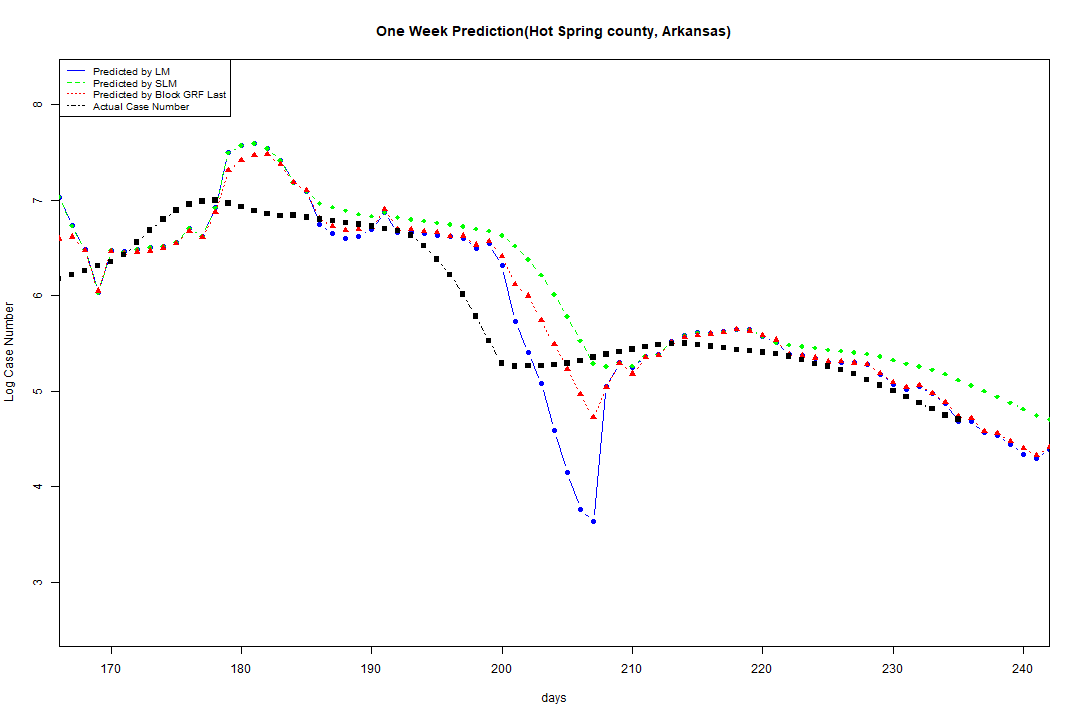 One Week Prediction(Hot Spring county, Arkansas)
Predicted by LM
Predicted by SLM
Predicted by Block GRF Last
Actual Case Number
8
7
6
5
4
3
Log Case Number
170 180 190 200 210 220 230 240
days